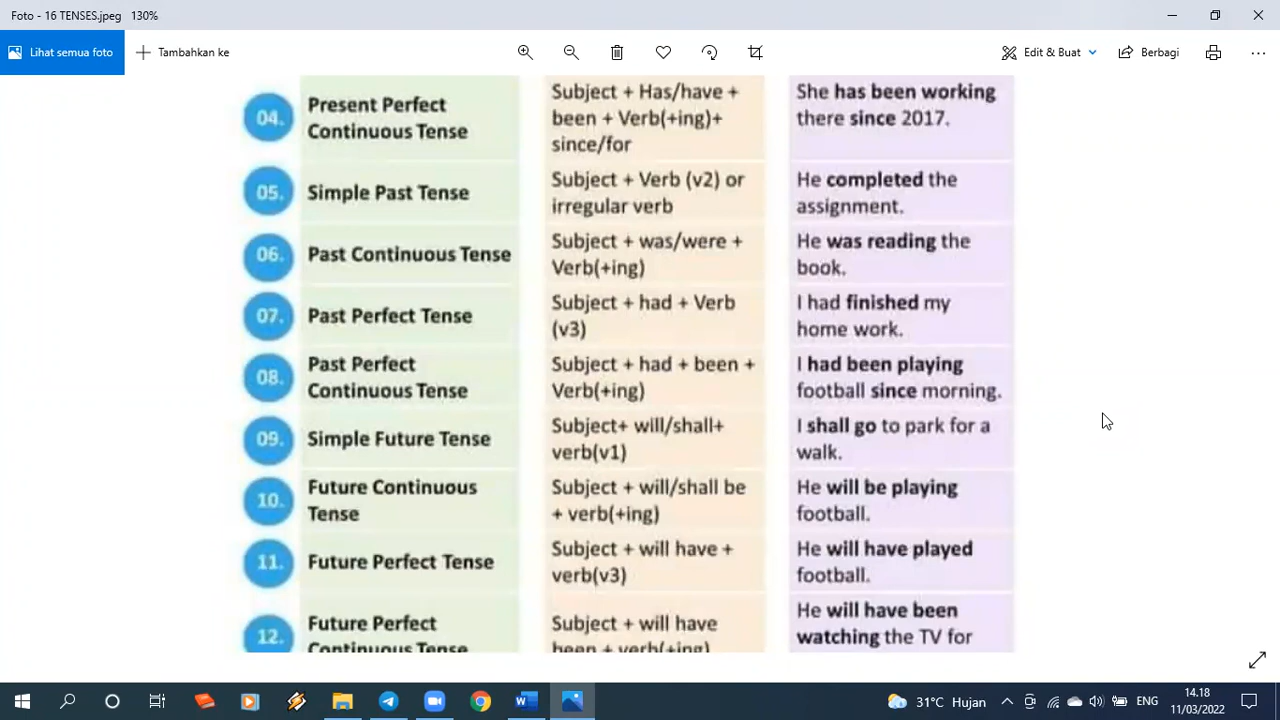 Foto - 16 TENSES.jpeg 130%
Lihat semua foto
Tambahkan ke
Edit & Buat
Berbagi
04.
Present Perfect
Continuous Tense
Subject + Has/have +
been + Verb(+ing)+
since/for
She has been working
there since 2017.
05.
Simple Past Tense
Subject + Verb (v2) or
irregular verb
He completed the
assignment.
06.
Past Continuous Tense
Subject + was/were +
Verb(+ing)
He was reading the
book.
07.
Past Perfect Tense
Subject + had + Verb
(v3)
I had finished my
home work.
08.
Past Perfect
Continuous Tense
Subject + had + been +
Verb(+ing)
I had been playing
football since morning.
09.
Simple Future Tense
Subject+ will/shall+
verb(v1)
I shall go to park for a
walk.
10.
Future Continuous
Tense
Subject + will/shall be
+ verb(+ing)
He will be playing
football.
11.
Future Perfect Tense
Subject + will have +
verb(v3)
He will have played
football.
12.
Future Perfect
Continuous Tense
Subject + will have
been + verb(+ing)
He will have been
watching the TV for
31°C Hujan
ENG
14.18
11/03/2022